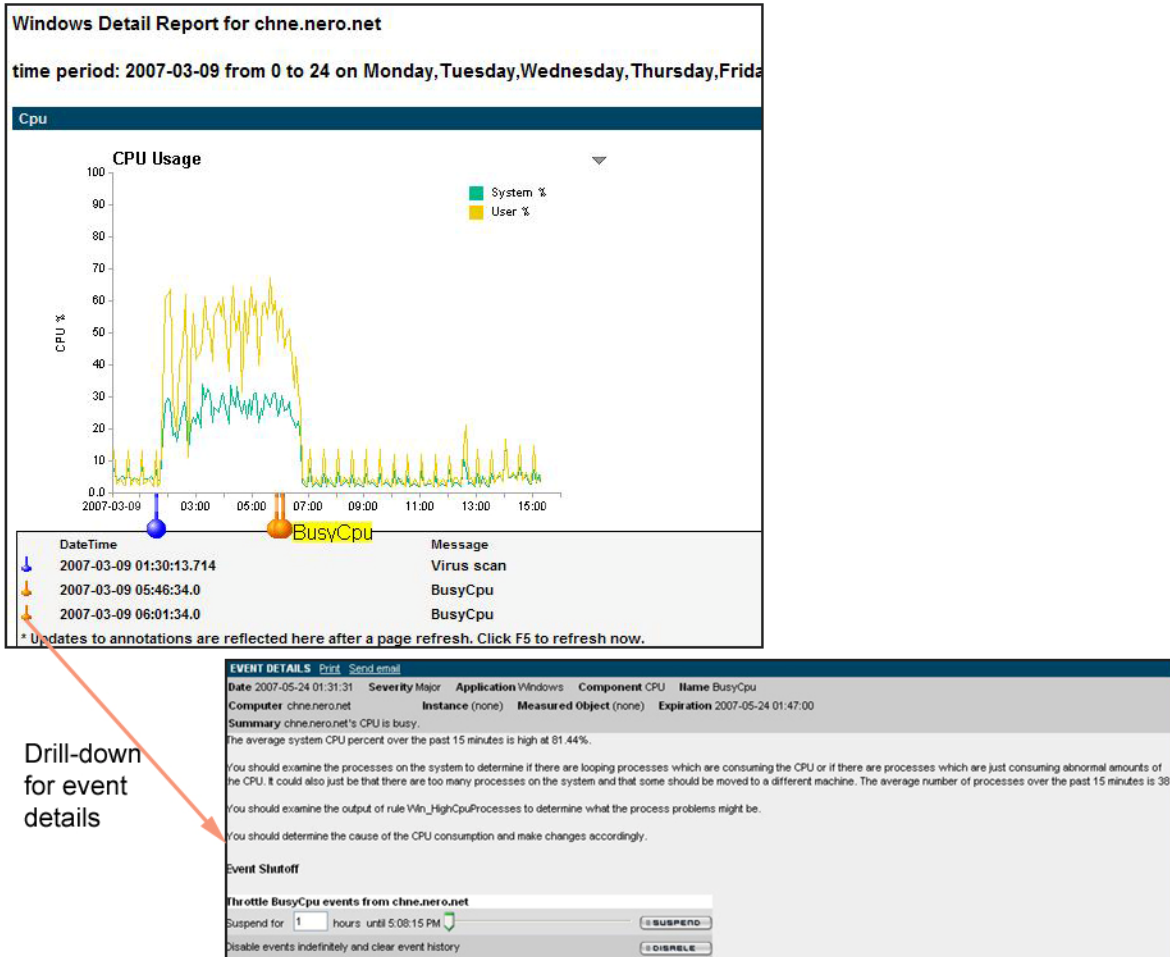 Windows Detail Report for chne.nero.net
time period: 2007-03-09 from 0 to 24 on Monday,Tuesday,Wednesday,Thursday,Frida
Cpu
CPU Usage
System %
User %
CPU %
100
90
80
70
60
50
40
30
20
10
0.0
2007-03-09 03:00 05:00 07:00 09:00 11:00 13:00 15:00
BusyCpu
DateTime Message
2007-03-09 01:30:13.714 Virus scan
2007-03-09 05:46:34.0 BusyCpu
2007-03-09 06:01:34.0 BusyCpu
* Updates to annotations are reflected here after a page refresh. Click F5 to refresh now.
Drill-down
for event
details
EVENT DETAILS Print Send email
Date 2007-05-24 01:31:31 Severity Major Application Windows Component CPU Name BusyCpu
Computer chne.nero.net Instance (none) Measured Object (none) Expiration 2007-05-24 01:47:00
Summary chne.nero.net's CPU is busy.
The average system CPU percent over the past 15 minutes is high at 81.44%.
You should examine the processes on the system to determine if there are looping processes which are consuming the CPU or if there are processes which are just consuming abnormal amounts of
the CPU. It could also just be that there are too many processes on the system and that some should be moved to a different machine. The average number of processes over the past 15 minutes is 38
You should examine the output of rule Win_HighCpuProcesses to determine what the process problems might be.
You should determine the cause of the CPU consumption and make changes accordingly.
Event Shutoff
Throttle BusyCpu events from chne.nero.net
Suspend for 1 hours until 5:08:15 PM SUSPEND
Disable events indefinitely and clear event history DISABLE